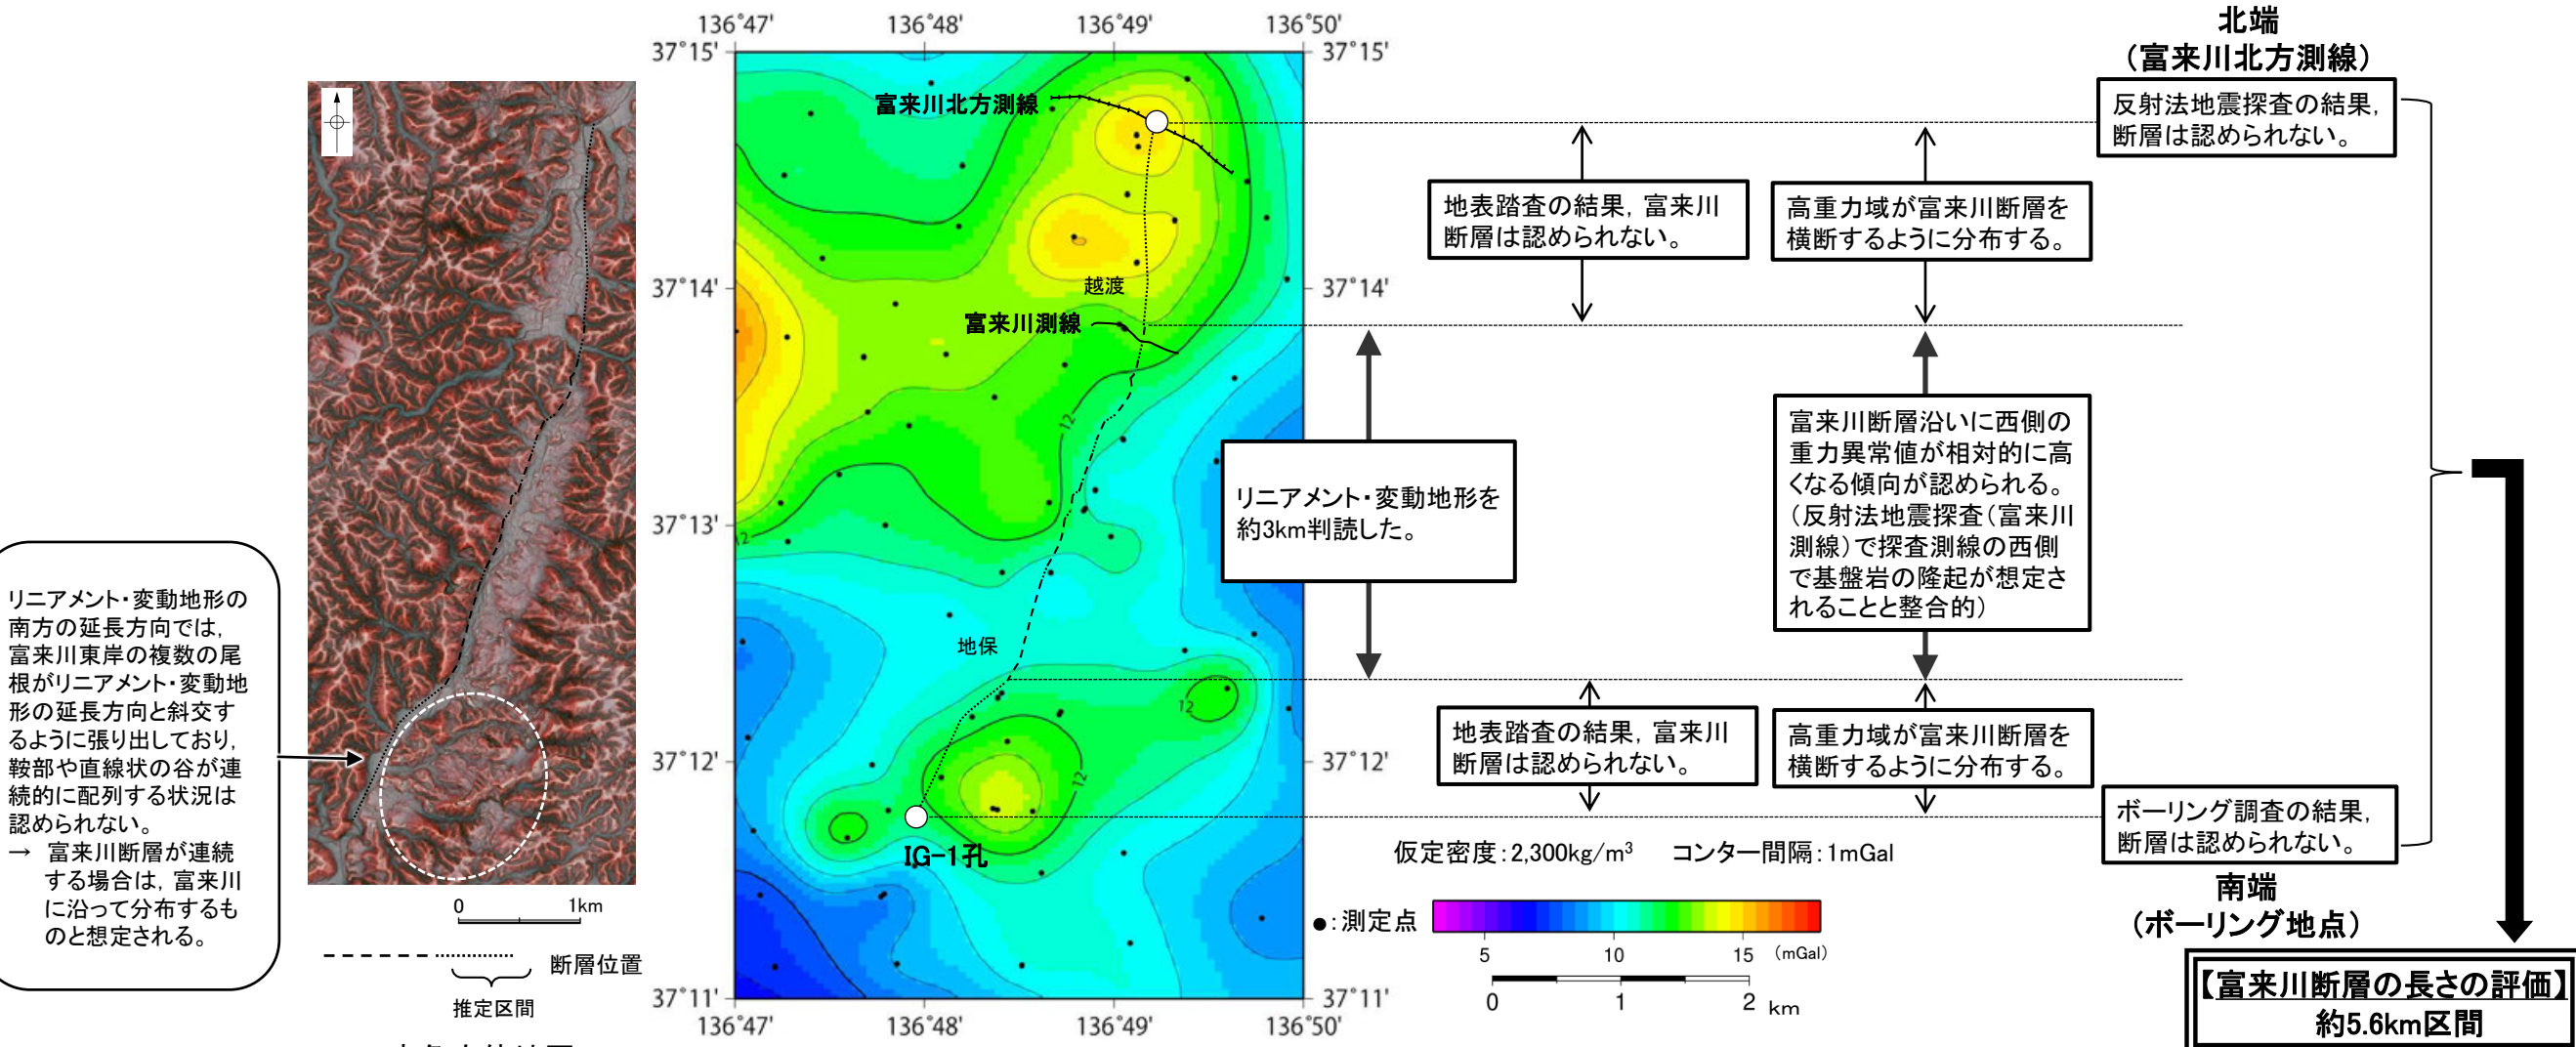 リニアメント・変動地形の
南方の延長方向では,
富来川東岸の複数の尾
根がリニアメント・変動地
形の延長方向と斜交す
るように張り出しており,
鞍部や直線状の谷が連
続的に配列する状況は
認められない。
→ 富来川断層が連続
する場合は, 富来川
に沿って分布するも
のと想定される。
0 1km
断層位置
推定区間
136°47' 136°48' 136°49' 136°50'
37°15' 37°15'
富来川北方測線
越渡
37°14' 37°14'
富来川測線
12
37°13'
12
地保
12
37°12' 37°12'
12
IG-1孔
37°11' 37°11'
136°47' 136°48' 136°49' 136°50'
北端
(富来川北方測線)
反射法地震探査の結果,
断層は認められない。
地表踏査の結果, 富来川
断層は認められない。
高重力域が富来川断層を
横断するように分布する。
リニアメント・変動地形を
約3km判読した。
富来川断層沿いに西側の
重力異常値が相対的に高
くなる傾向が認められる。
(反射法地震探査(富来川
測線)で探査測線の西側
で基盤岩の隆起が想定さ
れることと整合的)
地表踏査の結果, 富来川
断層は認められない。
高重力域が富来川断層を
横断するように分布する。
ボーリング調査の結果,
断層は認められない。
仮定密度:2,300kg/m³ コンター間隔:1mGal
南端
(ボーリング地点)
●:測定点
5 10 15 (mGal)
0 1 2 km
【富来川断層の長さの評価】
約5.6km区間